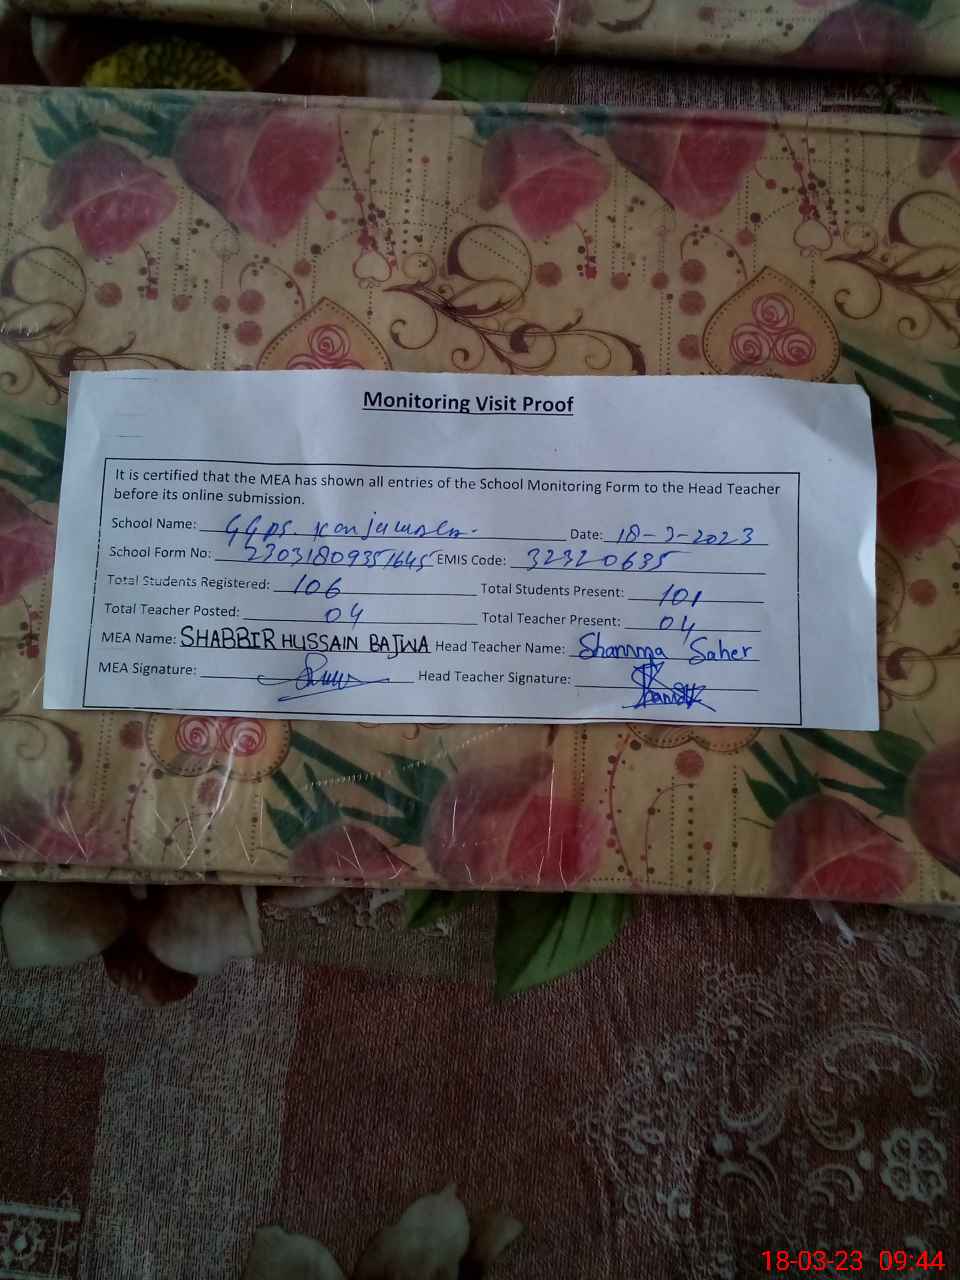 Monitoring Visit Proof
It is certified that the MEA has shown all entries of the School Monitoring Form to the Head Teacher
before its online submission.
School Name: GGPS. Date: 18-3-2023
School Form No: 23031809351645 EMIS Code: 32320635
Total Students Registered: 106 Total Students Present: 101
Total Teacher Posted: 04 Total Teacher Present: 04
MEA Name: SHABBIR HUSSAIN BAJWA Head Teacher Name: Shamma Saher
MEA Signature: Head Teacher Signature:
18-03-23 09:44